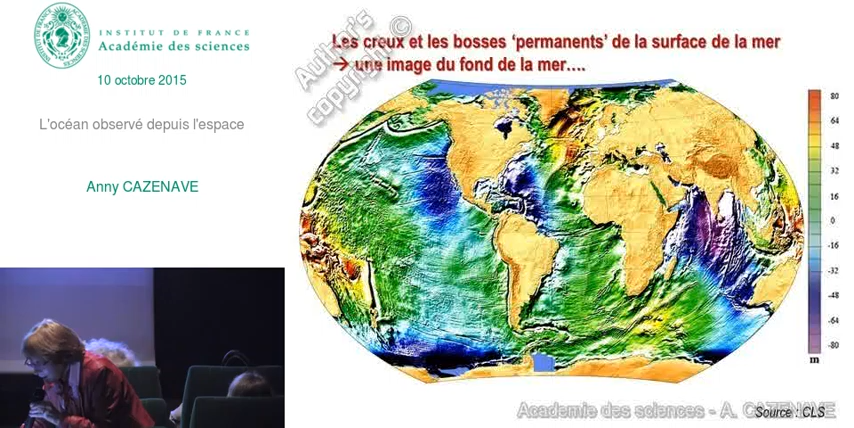 INSTITUT DE FRANCE
Académie des sciences
10 octobre 2015
L'océan observé depuis l'espace
Anny CAZENAVE
Les creux et les bosses ‘permanents’ de la surface de la mer
→ une image du fond de la mer….
Author's
copyright ©
80
64
48
32
16
0
-16
-32
-48
-64
-80
m
Academie des sciences - A. CAZENAVE
Source : CLS